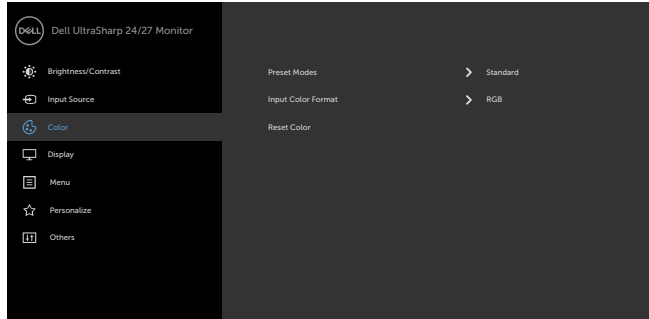 DELL
Dell UltraSharp 24/27 Monitor
Brightness/Contrast
Preset Modes
Standard
Input Source
Input Color Format
RGB
Color
Reset Color
Display
Menu
Personalize
Others